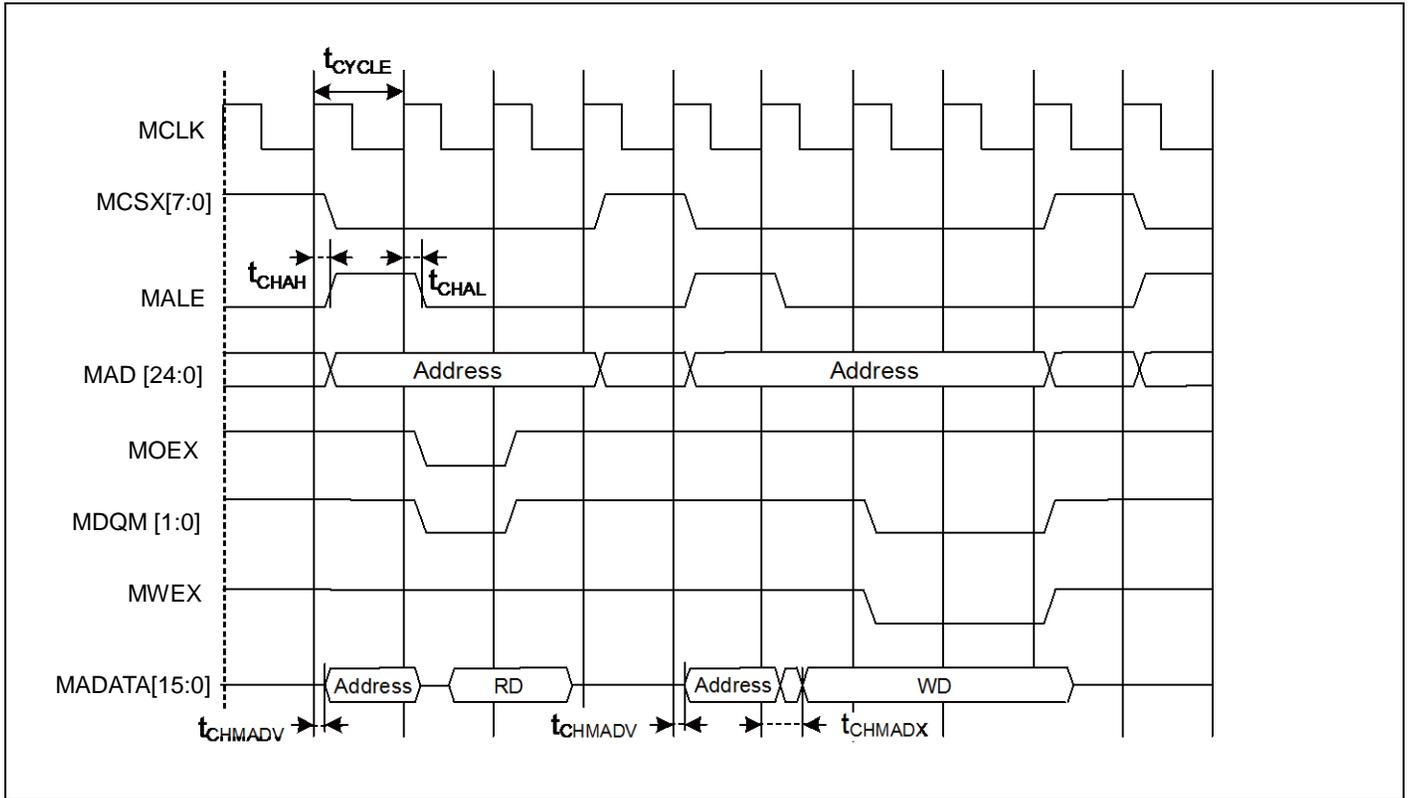 tCYCLE
MCLK
MCSX[7:0]
tCHAH
tCHAL
MALE
MAD [24:0]
Address
Address
MOEX
MDQM [1:0]
MWEX
MADATA[15:0]
Address
RD
Address
WD
tCHMADV
tCHMADV
tCHMADX